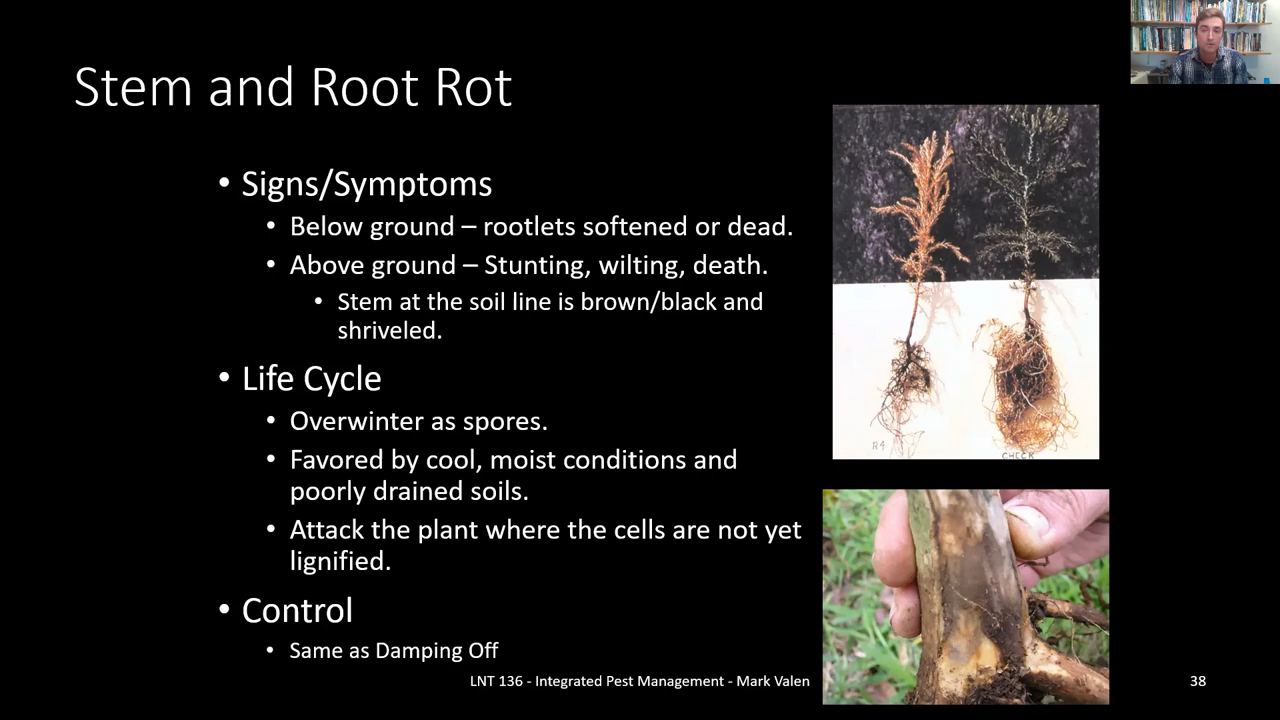 Stem and Root Rot
• Signs/Symptoms
• Below ground – rootlets softened or dead.
• Above ground – Stunting, wilting, death.
• Stem at the soil line is brown/black and
shriveled.
• Life Cycle
• Overwinter as spores.
• Favored by cool, moist conditions and
poorly drained soils.
• Attack the plant where the cells are not yet
lignified.
• Control
• Same as Damping Off
R4
CHECK
LNT 136 - Integrated Pest Management - Mark Valen
38